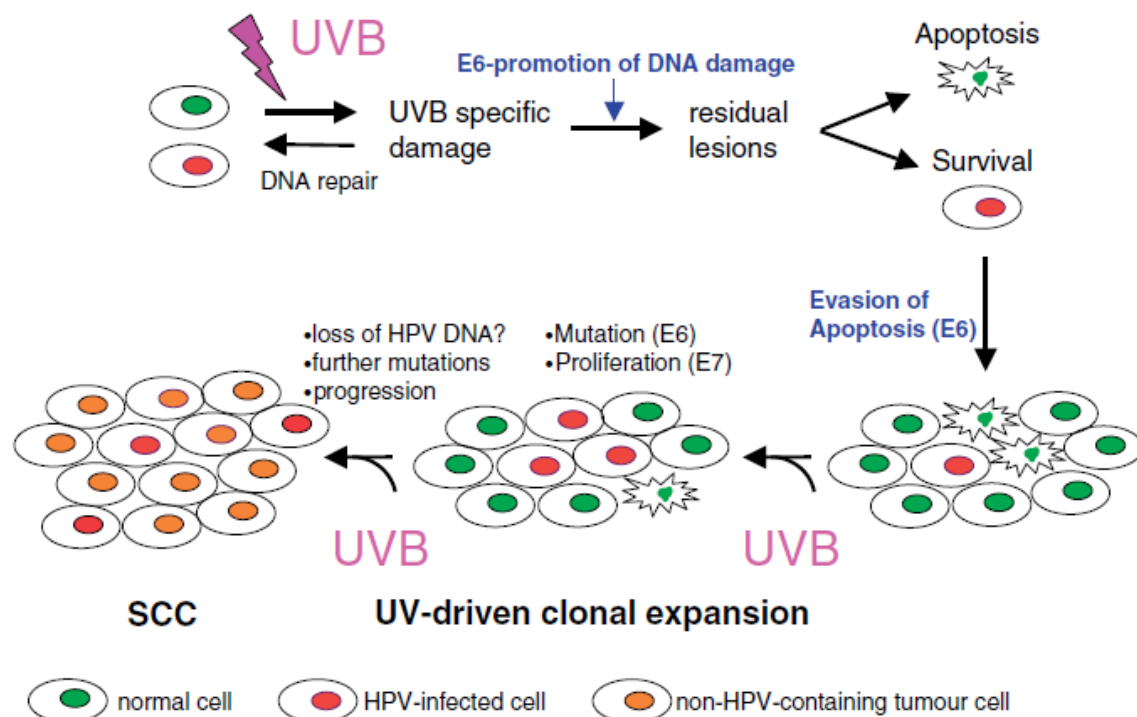 UVB
E6-promotion of DNA damage
Apoptosis
UVB specific
damage
residual
lesions
DNA repair
Survival
Evasion of
Apoptosis (E6)
•loss of HPV DNA?
•further mutations
•progression
•Mutation (E6)
•Proliferation (E7)
UVB
UVB
SCC
UV-driven clonal expansion
normal cell
HPV-infected cell
non-HPV-containing tumour cell